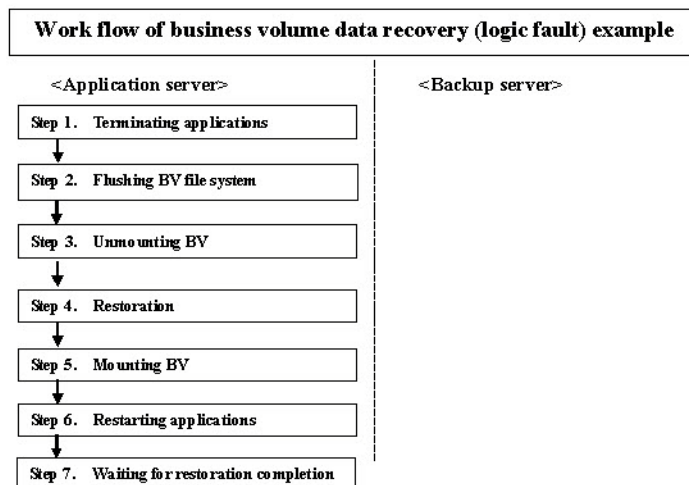 Work flow of business volume data recovery (logic fault) example
<Application server>
<Backup server>
Step 1. Terminating applications
Step 2. Flushing BV file system
Step 3. Unmounting BV
Step 4. Restoration
Step 5. Mounting BV
Step 6. Restarting applications
Step 7. Waiting for restoration completion